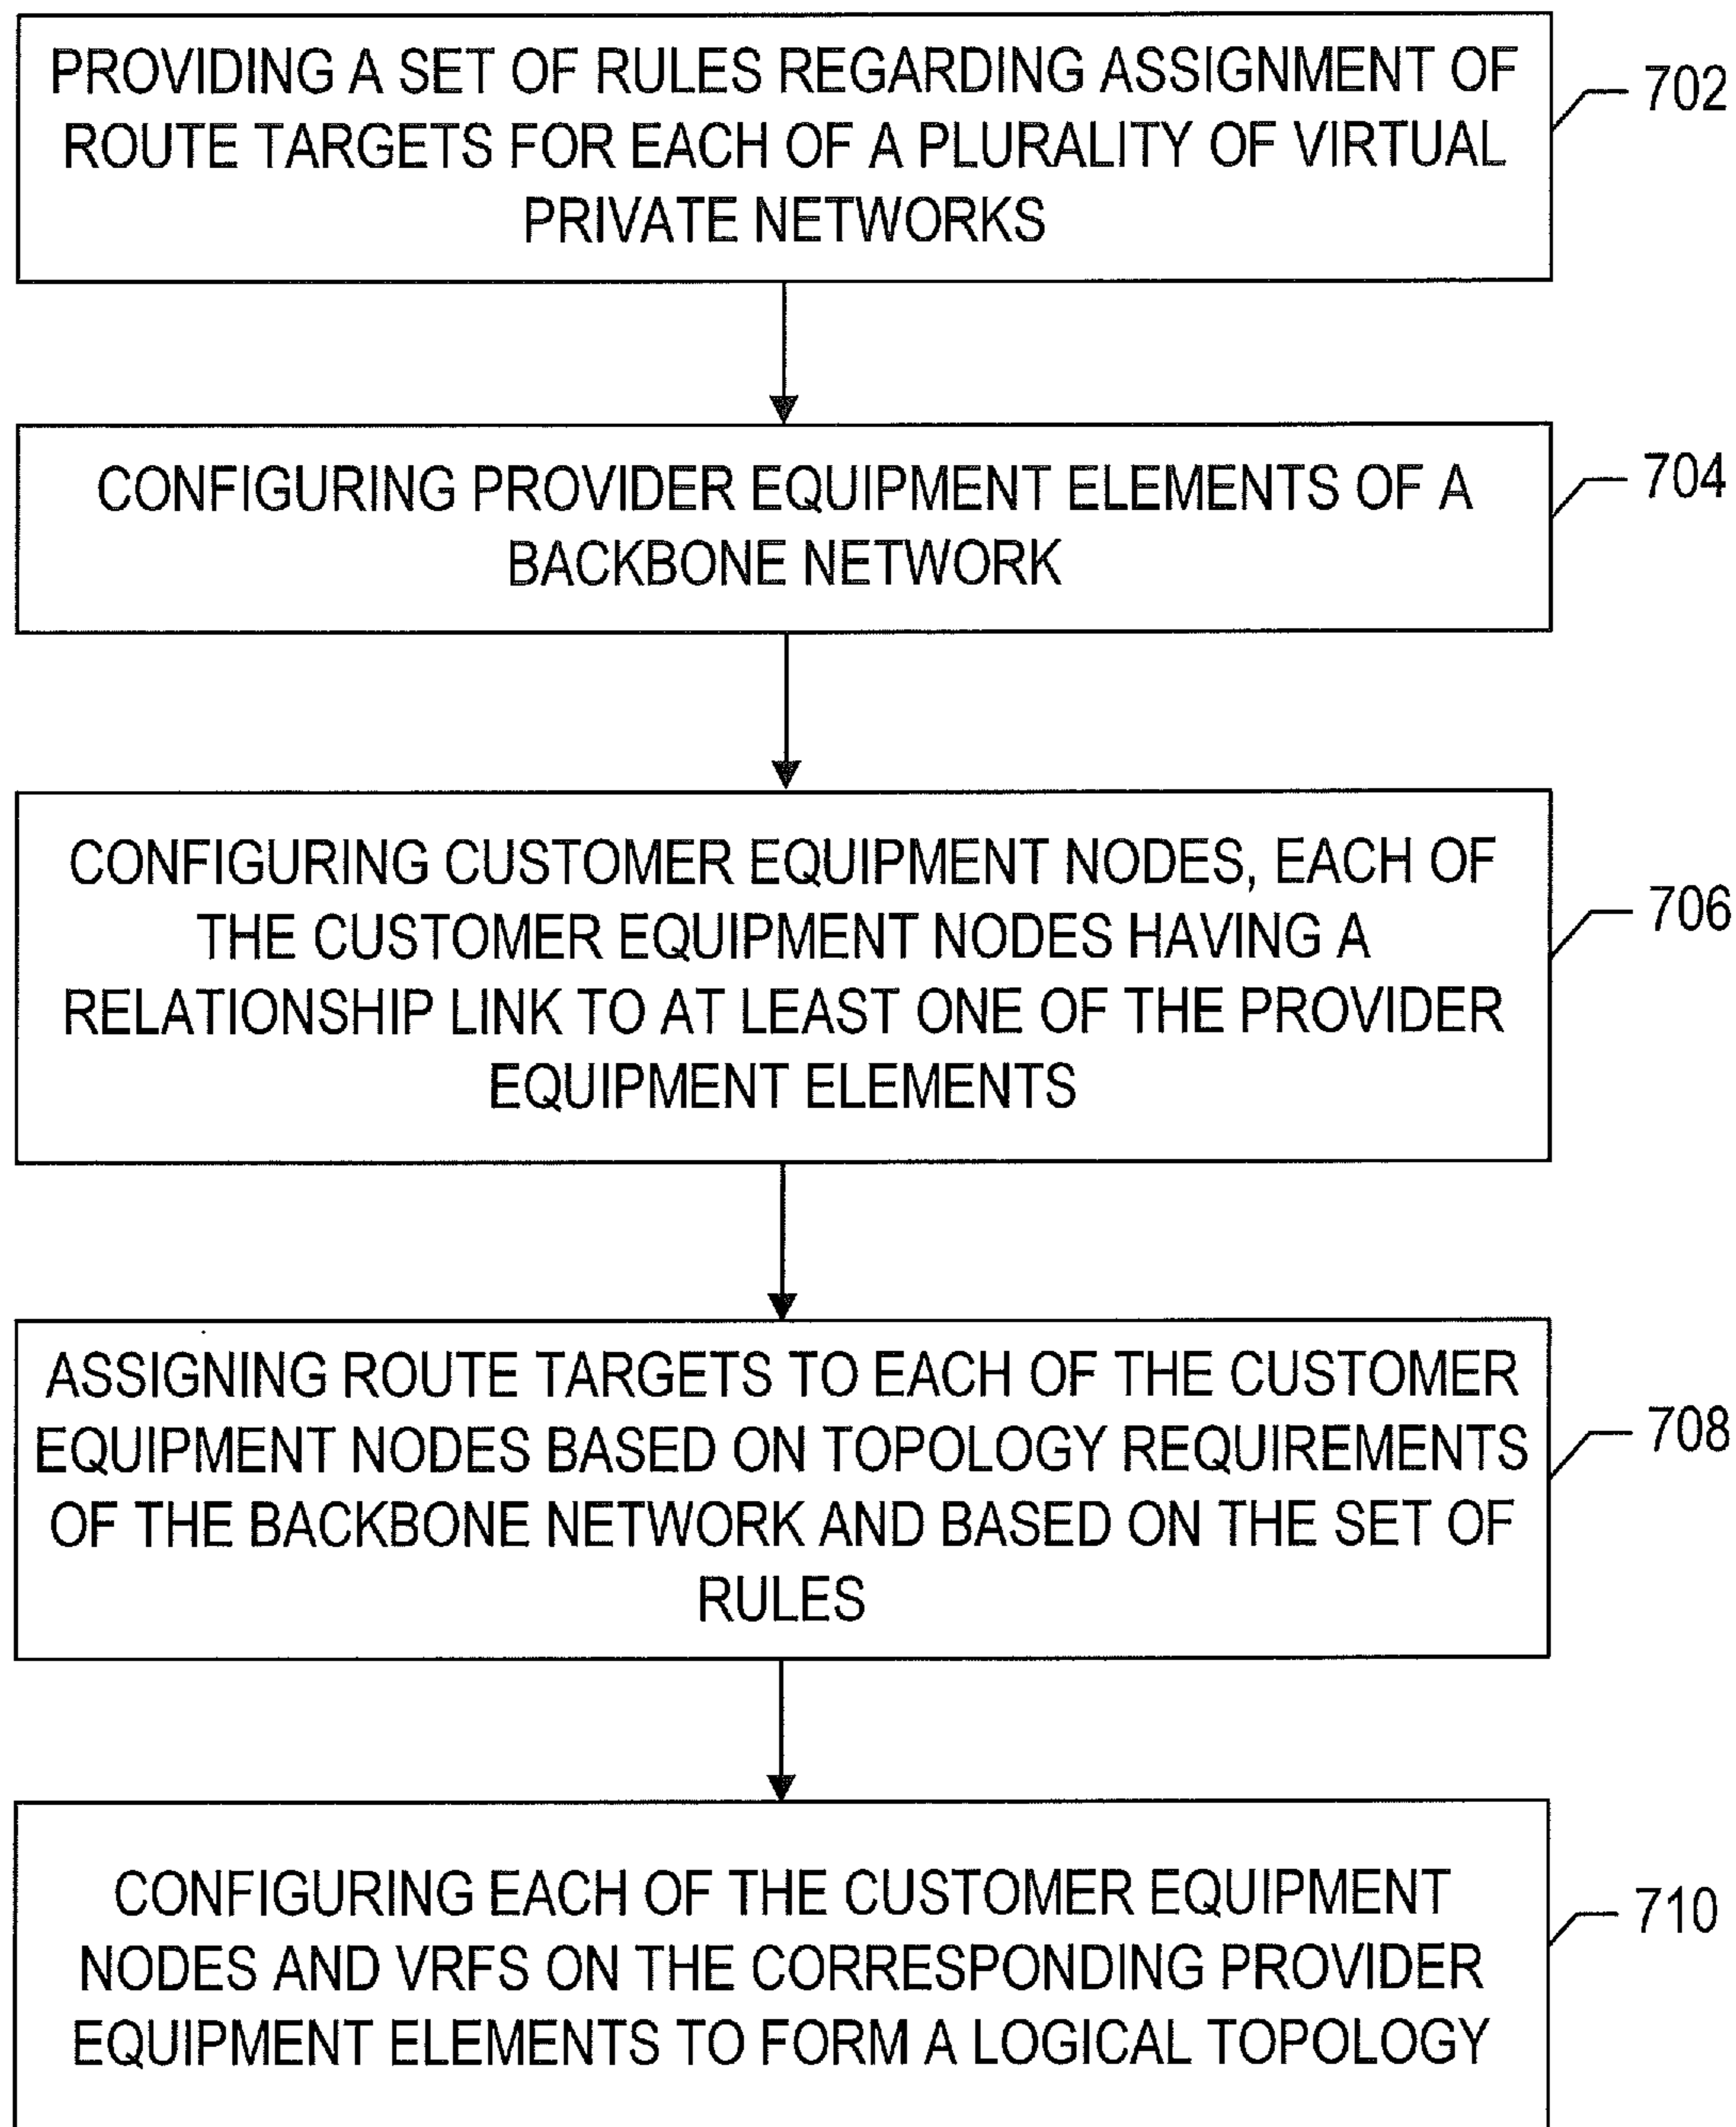 PROVIDING A SET OF RULES REGARDING ASSIGNMENT OF
ROUTE TARGETS FOR EACH OF A PLURALITY OF VIRTUAL
PRIVATE NETWORKS
702
CONFIGURING PROVIDER EQUIPMENT ELEMENTS OF A
BACKBONE NETWORK
704
CONFIGURING CUSTOMER EQUIPMENT NODES, EACH OF
THE CUSTOMER EQUIPMENT NODES HAVING A
RELATIONSHIP LINK TO AT LEAST ONE OF THE PROVIDER
EQUIPMENT ELEMENTS
706
ASSIGNING ROUTE TARGETS TO EACH OF THE CUSTOMER
EQUIPMENT NODES BASED ON TOPOLOGY REQUIREMENTS
OF THE BACKBONE NETWORK AND BASED ON THE SET OF
RULES
708
CONFIGURING EACH OF THE CUSTOMER EQUIPMENT
NODES AND VRFS ON THE CORRESPONDING PROVIDER
EQUIPMENT ELEMENTS TO FORM A LOGICAL TOPOLOGY
710